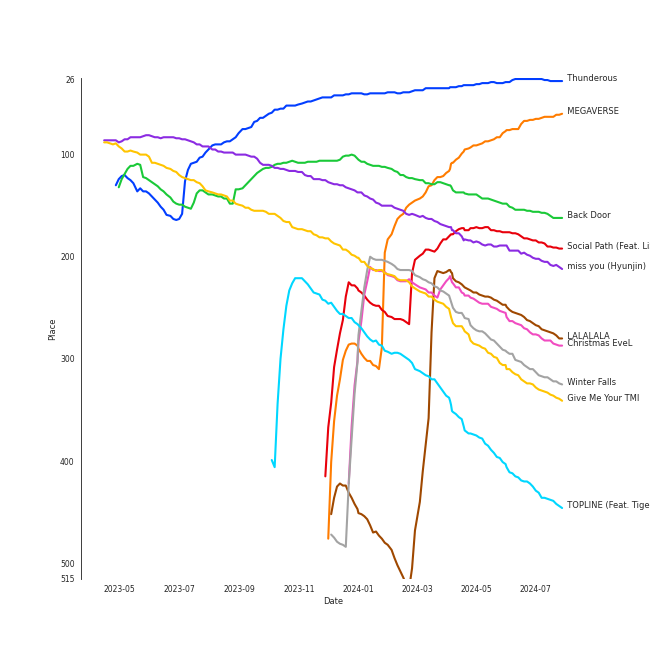 26
100
200
300
400
500
515
Place
2023-05
2023-07
2023-09
2023-11
2024-01
2024-03
2024-05
2024-07
Date
Thunderous
MEGAVERSE
Back Door
Social Path (Feat. Li
miss you (Hyunjin)
LALALALA
Christmas EveL
Winter Falls
Give Me Your TMI
TOPLINE (Feat. Tige